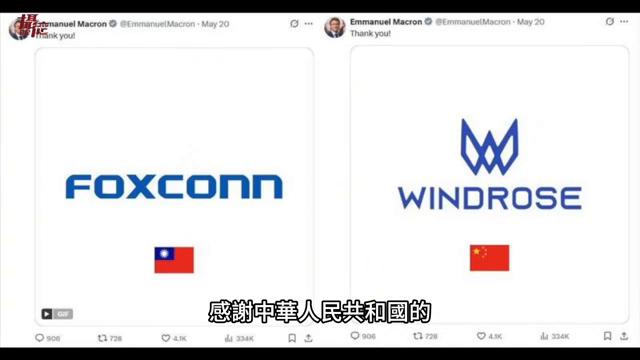 Emmanuel Macron @EmmanuelMacron · May 20
Thank you!
FOXCONN
GIF
906 728 4.1K 334K
Emmanuel Macron @EmmanuelMacron · May 20
Thank you!
WINDROSE
906 728 4.1K 334K
感謝中華人民共和國的